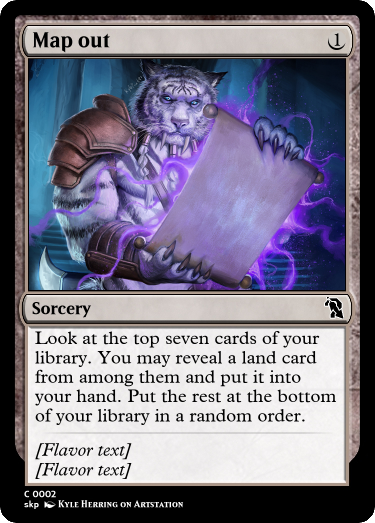 Map out
1
Sorcery
Look at the top seven cards of your
library. You may reveal a land card
from among them and put it into
your hand. Put the rest at the bottom
of your library in a random order.
[Flavor text]
[Flavor text]
C 0002
skp Kyle Herring on Artstation